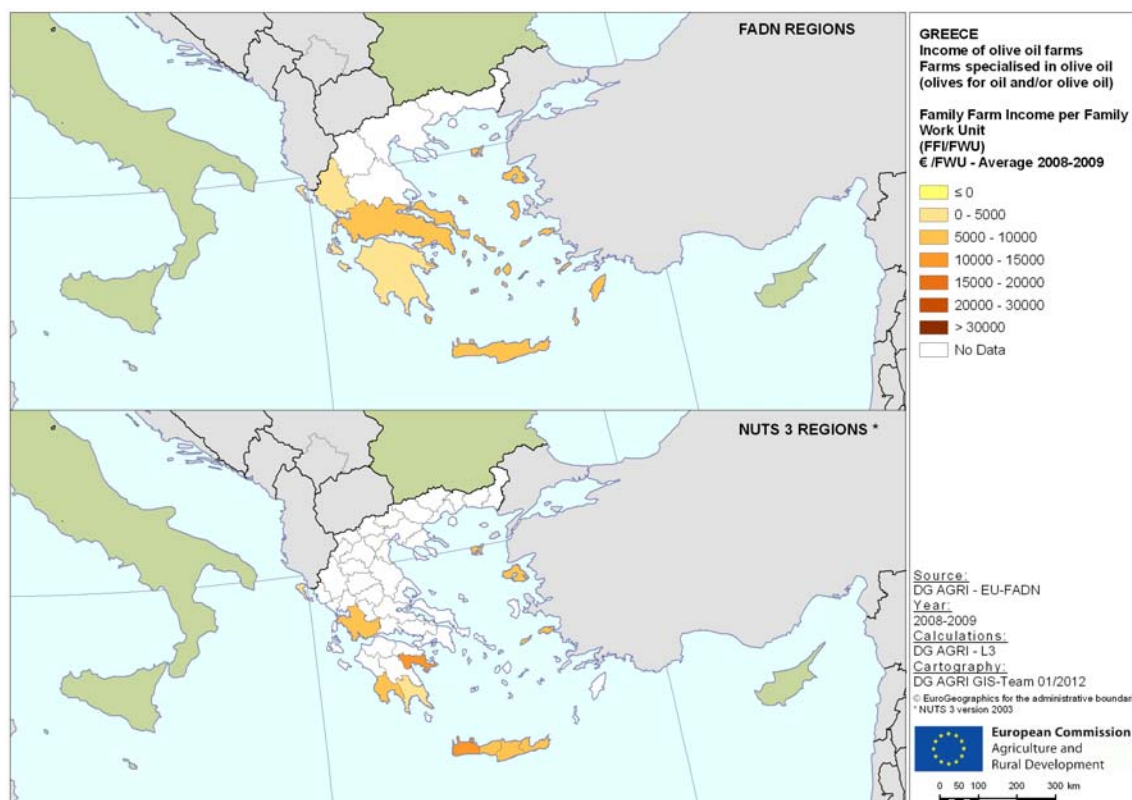 FADN REGIONS
NUTS 3 REGIONS *
GREECE
Income of olive oil farms
Farms specialised in olive oil
(olives for oil and/or olive oil)
Family Farm Income per Family
Work Unit
(FFI/FWU)
€ /FWU - Average 2008-2009
≤ 0
0 - 5000
5000 - 10000
10000 - 15000
15000 - 20000
20000 - 30000
> 30000
No Data
Source:
DG AGRI - EU-FADN
Year:
2008-2009
Calculations:
DG AGRI - L3
Cartography:
DG AGRI GIS-Team 01/2012
© EuroGeographics for the administrative boundari
* NUTS 3 version 2003
European Commission
Agriculture and
Rural Development
0 50 100 200 300 km